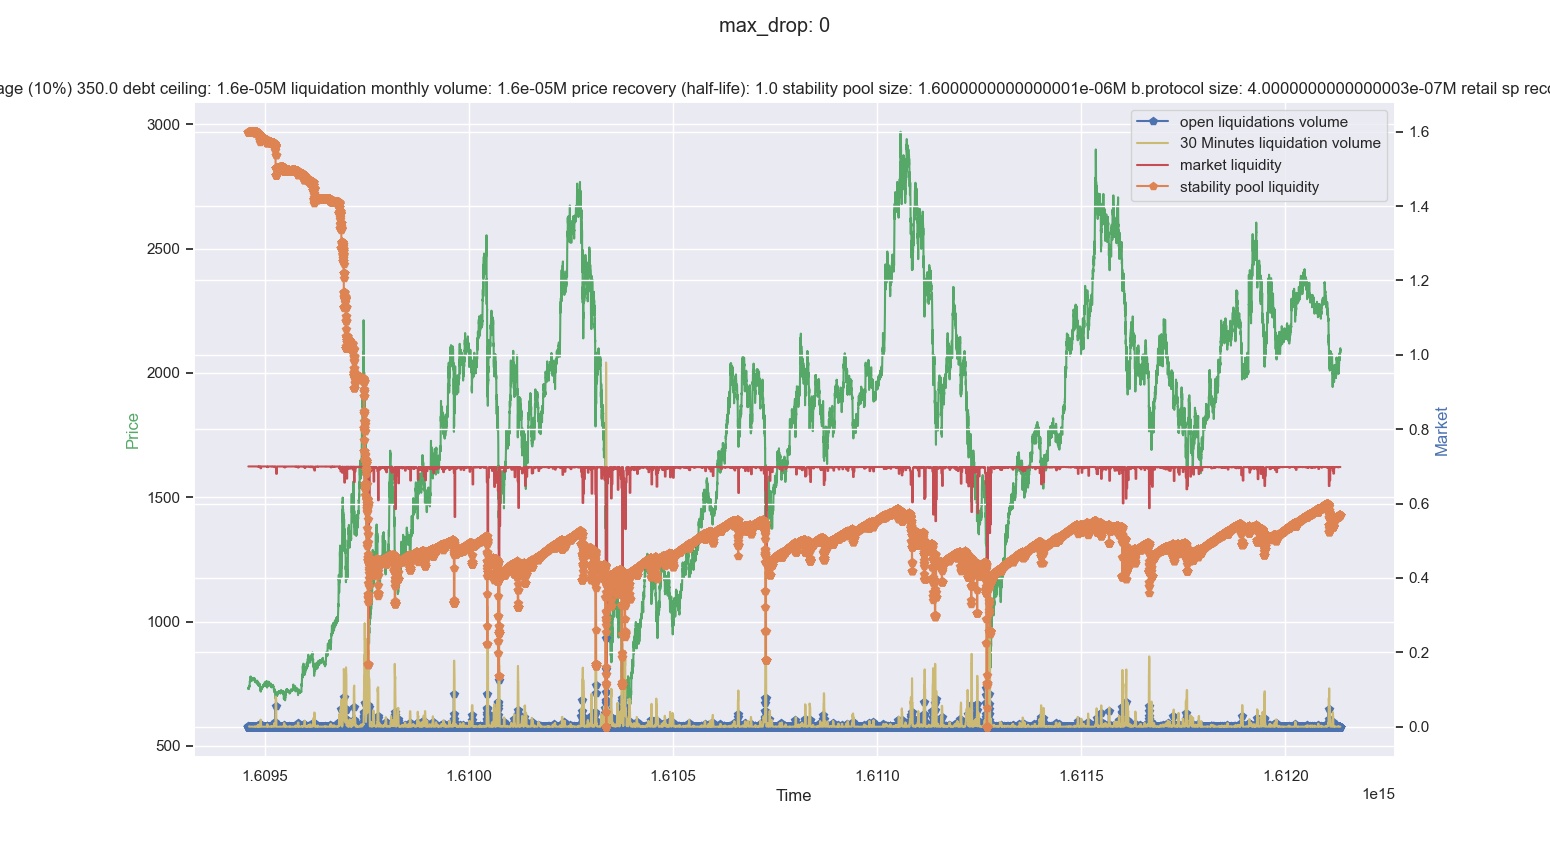 max_drop: 0
age (10%) 350.0 debt ceiling: 1.6e-05M liquidation monthly volume: 1.6e-05M price recovery (half-life): 1.0 stability pool size: 1.6000000000000001e-06M b.protocol size: 4.0000000000000003e-07M retail sp reco
open liquidations volume
30 Minutes liquidation volume
market liquidity
stability pool liquidity
3000
2500
2000
1500
1000
500
Price
1.6
1.4
1.2
1.0
0.8
0.6
0.4
0.2
0.0
Market
1.6095
1.6100
1.6105
1.6110
1.6115
1.6120
Time
1e15